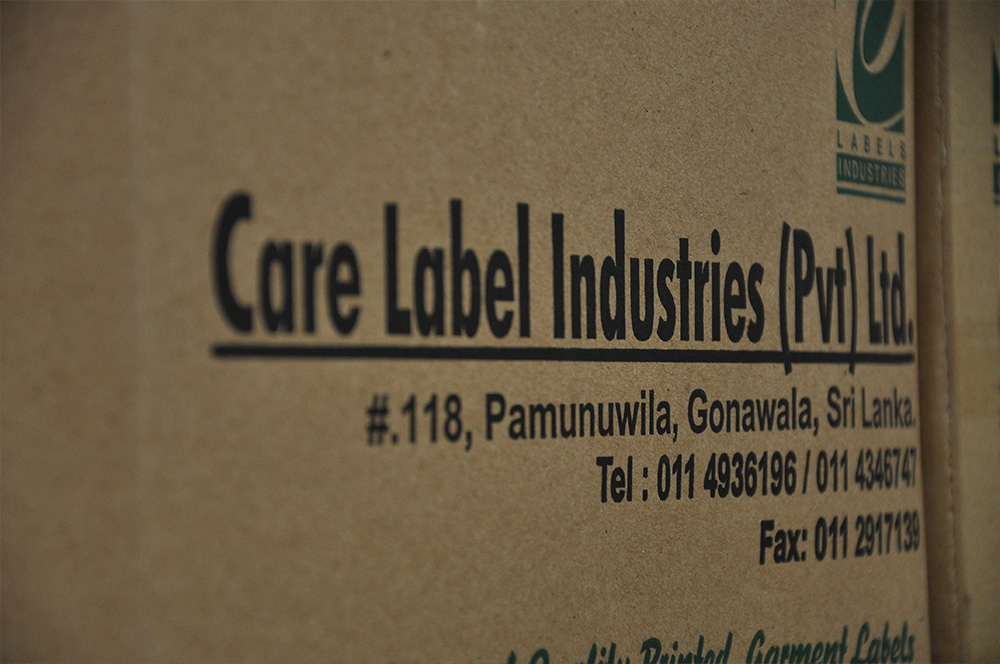 LABELS
INDUSTRIES
Care Label Industries (Pvt) Ltd.
#.118, Pamunuwila, Gonawala, Sri Lanka.
Tel : 011 4936196 / 011 4346747
Fax: 011 2917139
Quality Printed Garment Labels